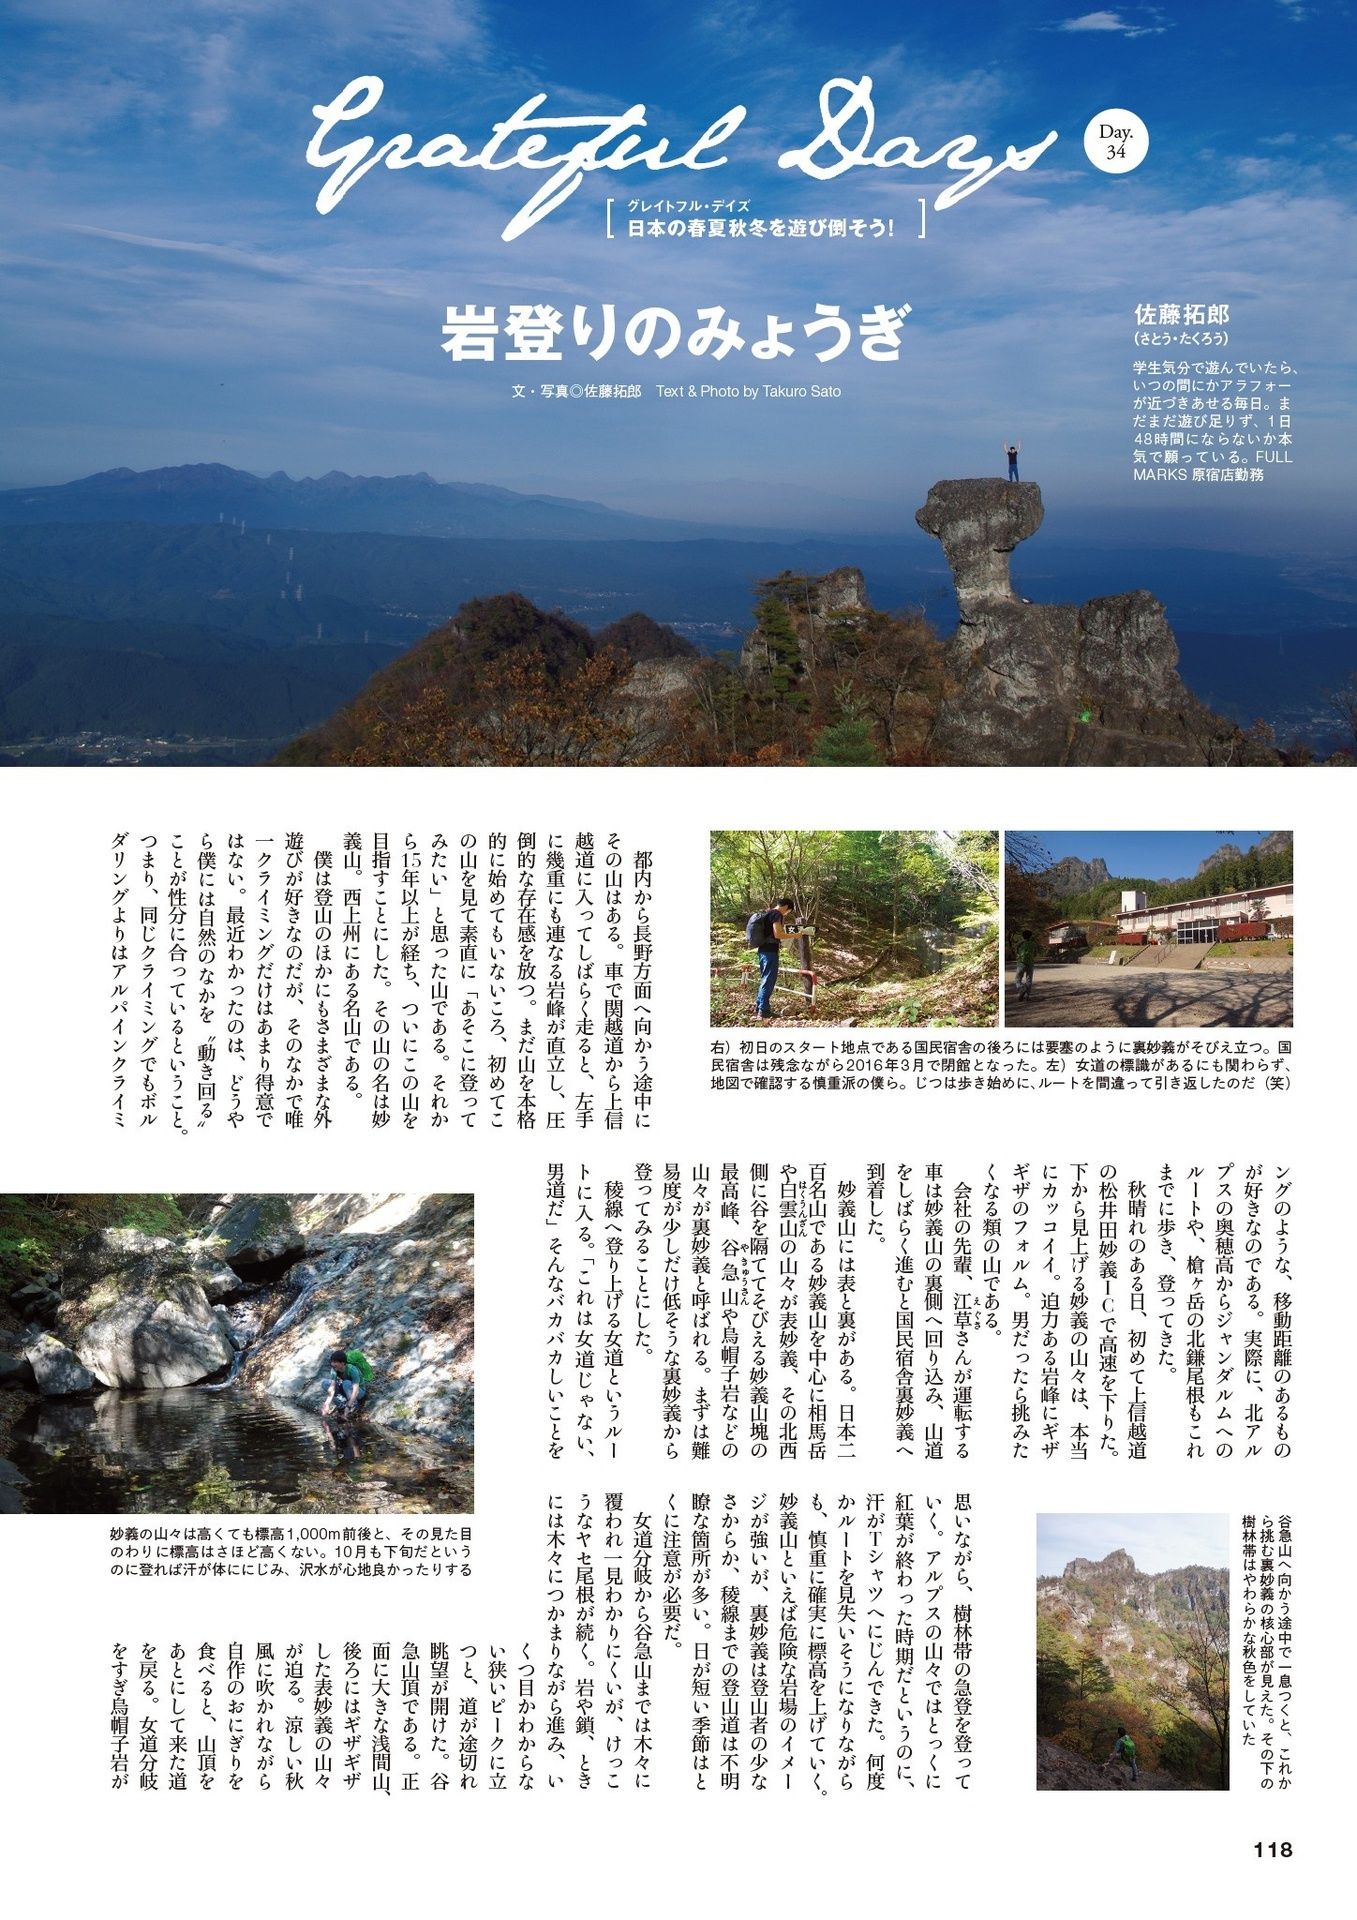 Grateful Days
Day.
34
グレイトフル・デイズ
日本の春夏秋冬を遊び倒そう！
岩登りのみょうぎ
文・写真◎佐藤拓郎 Text & Photo by Takuro Sato
佐藤拓郎
（さとう・たくろう）
学生気分で遊んでいたら、
いつの間にかアラフォー
が近づきあせる毎日。ま
だまだ遊び足りず、1日
48時間にならないか本
気で願っている。FULL
MARKS 原宿店勤務
都内から長野方面へ向かう途中に
その山はある。車で関越道から上信
越道に入ってしばらく走ると、左手
に幾重にも連なる岩峰が直立し、圧
倒的な存在感を放つ。まだ山を本格
的に始めてもいないころ、初めてこ
の山を見て素直に「あそこに登って
みたい」と思った山である。それか
ら15年以上が経ち、ついにこの山を
目指すことにした。その山の名は妙
義山。西上州にある名山である。
僕は登山のほかにもさまざまな外
遊びが好きなのだが、そのなかで唯
一クライミングだけはあまり得意で
はない。最近わかったのは、どうや
ら僕には自然のなかを〝動き回る〟
ことが性分に合っているということ。
つまり、同じクライミングでもボル
ダリングよりはアルパインクライミ
右）初日のスタート地点である国民宿舎の後ろには要塞のように裏妙義がそびえ立つ。国
民宿舎は残念ながら2016年3月で閉館となった。左）女道の標識があるにも関わらず、
地図で確認する慎重派の僕ら。じつは歩き始めに、ルートを間違って引き返したのだ（笑）
ングのような、移動距離のあるもの
が好きなのである。実際に、北アル
プスの奥穂高からジャンダルムへの
ルートや、槍ヶ岳の北鎌尾根もこれ
までに歩き、登ってきた。
秋晴れのある日、初めて上信越道
の松井田妙義ICで高速を下りた。
下から見上げる妙義の山々は、本当
にカッコイイ。迫力ある岩峰にギザ
ギザのフォルム。男だったら挑みた
くなる類の山である。
会社の先輩、江草さんが運転する
えぐさ
車は妙義山の裏側へ回り込み、山道
をしばらく進むと国民宿舎裏妙義へ
到着した。
妙義山には表と裏がある。日本二
百名山である妙義山を中心に相馬岳
や白雲山の山々が表妙義、その北西
はくうんざん
側に谷を隔ててそびえる妙義山塊の
最高峰、谷急山や烏帽子岩などの
やきゅうさん
山々が裏妙義と呼ばれる。まずは難
易度が少しだけ低そうな裏妙義から
登ってみることにした。
稜線へ登り上げる女道というルー
トに入る。「これは女道じゃない、
男道だ」そんなバカバカしいことを
妙義の山々は高くても標高1,000m前後と、その見た目
のわりに標高はさほど高くない。10月も下旬だという
のに登れば汗が体ににじみ、沢水が心地良かったりする
思いながら、樹林帯の急登を登って
いく。アルプスの山々ではとっくに
紅葉が終わった時期だというのに、
汗がTシャツへにじんできた。何度
かルートを見失いそうになりながら
も、慎重に確実に標高を上げていく。
妙義山といえば危険な岩場のイメー
ジが強いが、裏妙義は登山者の少な
さからか、稜線までの登山道は不明
瞭な箇所が多い。日が短い季節はと
くに注意が必要だ。
女道分岐から谷急山までは木々に
覆われ一見わかりにくいが、けっこ
うなヤセ尾根が続く。岩や鎖、とき
には木々につかまりながら進み、い
くつ目かわからな
い狭いピークに立
つと、道が途切れ
眺望が開けた。谷
急山頂である。正
面に大きな浅間山、
後ろにはギザギザ
した表妙義の山々
が迫る。涼しい秋
風に吹かれながら
自作のおにぎりを
食べると、山頂を
あとにして来た道
を戻る。女道分岐
をすぎ烏帽子岩が
谷急山へ向かう途中で一息つくと、これか
ら挑む裏妙義の核心部が見えた。その下の
樹林帯はやわらかな秋色をしていた
118